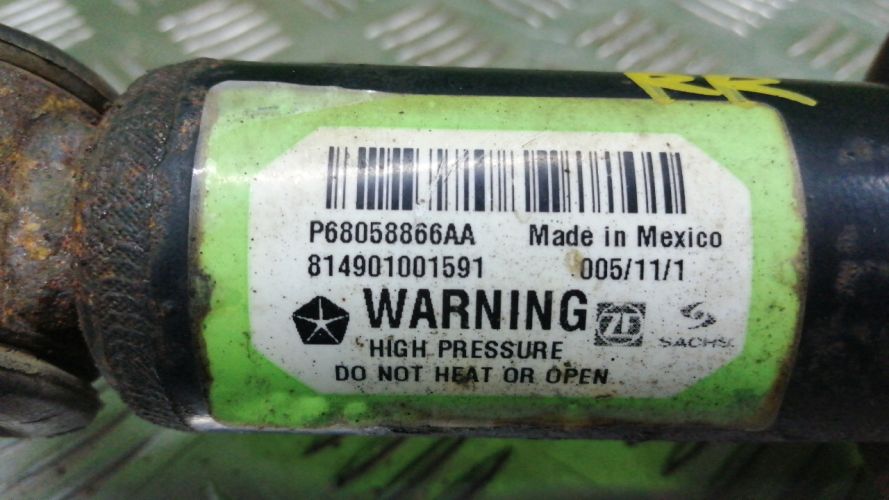 RR
P68058866AA Made in Mexico
814901001591 005/11/1
WARNING ZF
HIGH PRESSURE SACHS
DO NOT HEAT OR OPEN